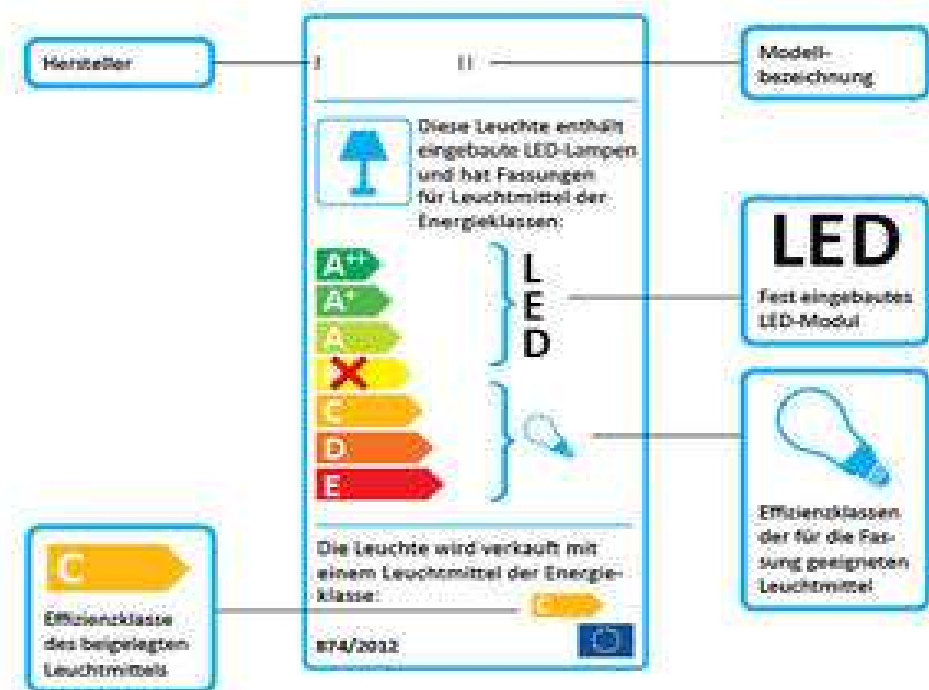 Hersteller
I
II
Modell-
bezeichnung
Diese Leuchte enthält
eingebaute LED-Lampen
und hat Fassungen
für Leuchtmittel der
Energieklassen:
A++
A+
A
C
D
E
L
E
D
LED
Fest eingebautes
LED-Modul
Effizienzklassen
der für die Fas-
sung geeigneten
Leuchtmittel
Die Leuchte wird verkauft mit
einem Leuchtmittel der Energie-
klasse:
C
874/2012
C
Effizienzklasse
des beigelegten
Leuchtmittels